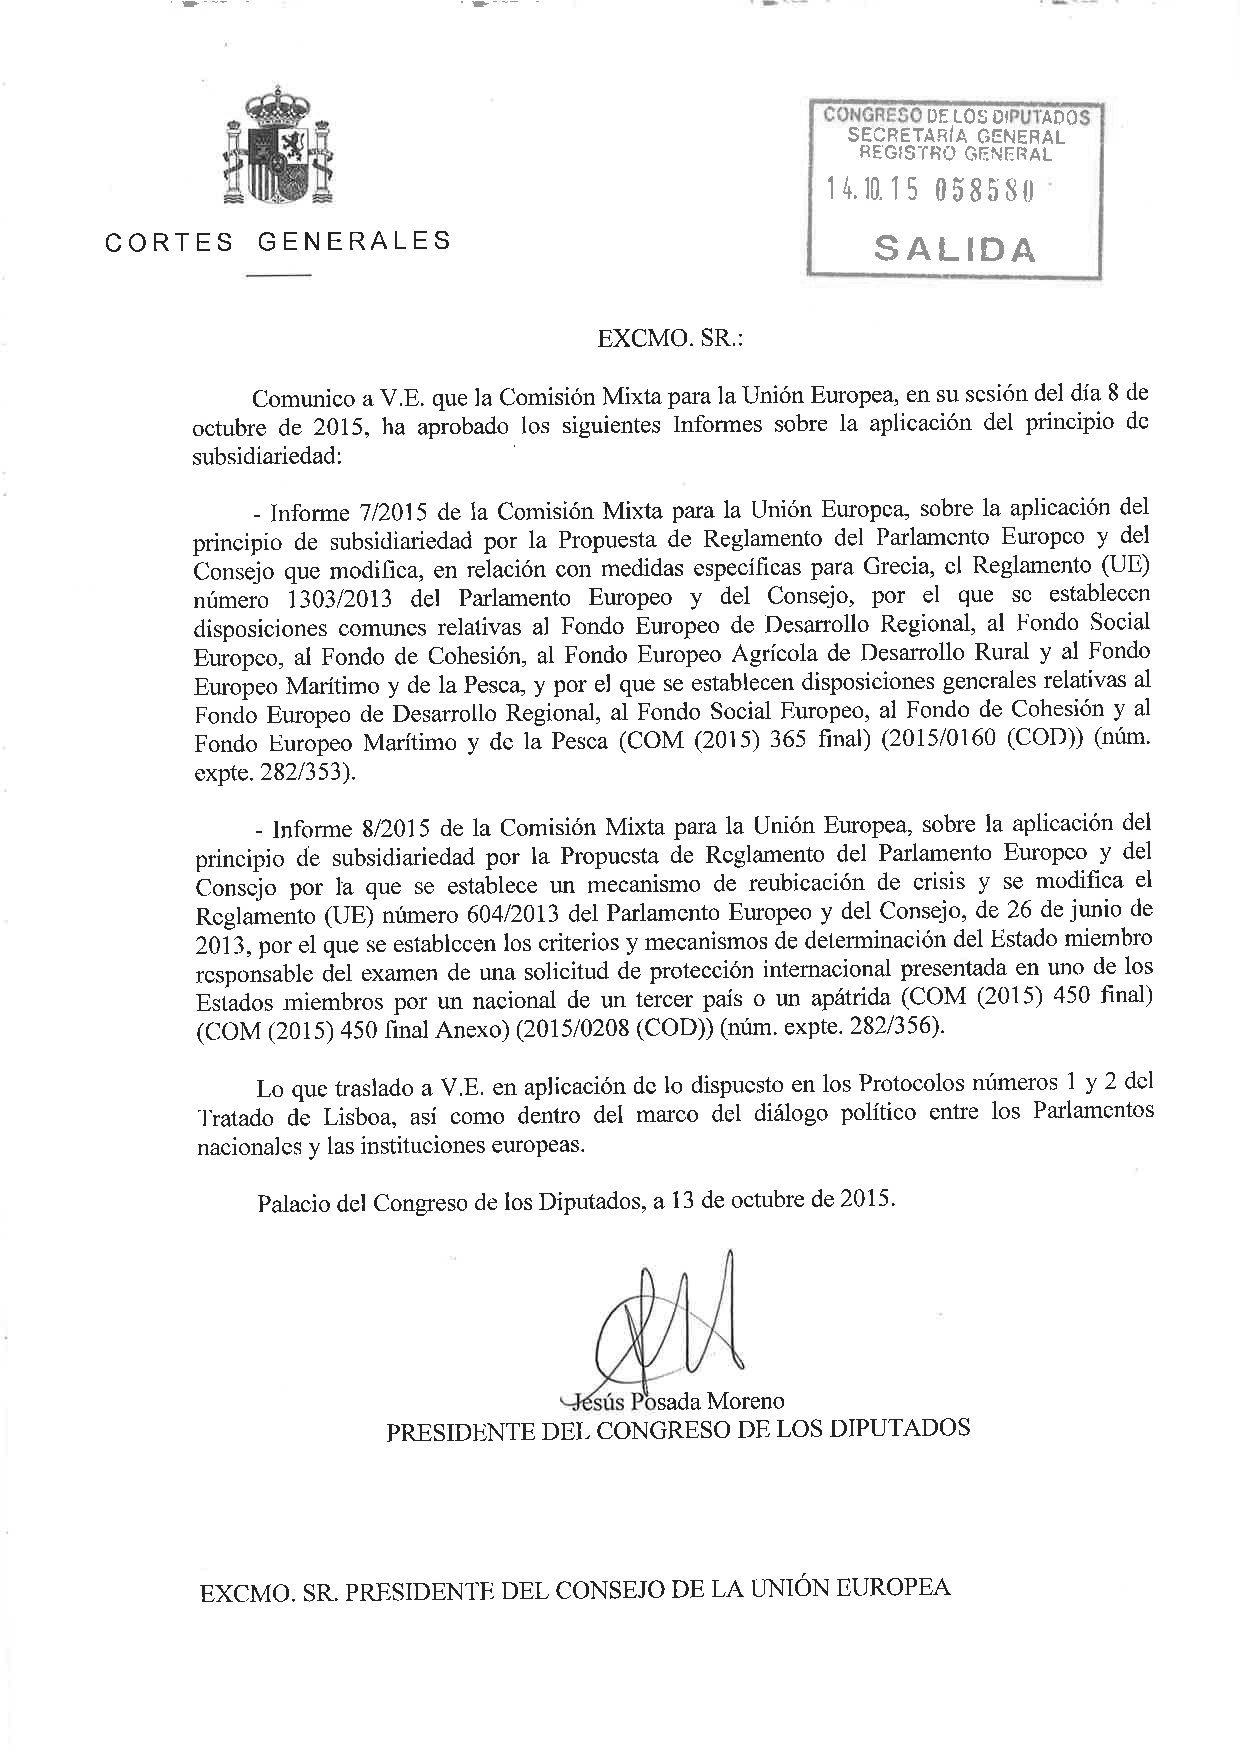 CORTES GENERALES
CONGRESO DE LOS DIPUTADOS
SECRETARÍA GENERAL
REGISTRO GENERAL
14.10.15 058580
SALIDA
EXCMO. SR.:
Comunico a V.E. que la Comisión Mixta para la Unión Europea, en su sesión del día 8 de
octubre de 2015, ha aprobado los siguientes Informes sobre la aplicación del principio de
subsidiariedad:
- Informe 7/2015 de la Comisión Mixta para la Unión Europea, sobre la aplicación del
principio de subsidiariedad por la Propuesta de Reglamento del Parlamento Europeo y del
Consejo que modifica, en relación con medidas específicas para Grecia, el Reglamento (UE)
número 1303/2013 del Parlamento Europeo y del Consejo, por el que se establecen
disposiciones comunes relativas al Fondo Europeo de Desarrollo Regional, al Fondo Social
Europeo, al Fondo de Cohesión, al Fondo Europeo Agrícola de Desarrollo Rural y al Fondo
Europeo Marítimo y de la Pesca, y por el que se establecen disposiciones generales relativas al
Fondo Europeo de Desarrollo Regional, al Fondo Social Europeo, al Fondo de Cohesión y al
Fondo Europeo Marítimo y de la Pesca (COM (2015) 365 final) (2015/0160 (COD)) (núm.
expte. 282/353).
- Informe 8/2015 de la Comisión Mixta para la Unión Europea, sobre la aplicación del
principio de subsidiariedad por la Propuesta de Reglamento del Parlamento Europeo y del
Consejo por la que se establece un mecanismo de reubicación de crisis y se modifica el
Reglamento (UE) número 604/2013 del Parlamento Europeo y del Consejo, de 26 de junio de
2013, por el que se establecen los criterios y mecanismos de determinación del Estado miembro
responsable del examen de una solicitud de protección internacional presentada en uno de los
Estados miembros por un nacional de un tercer país o un apátrida (COM (2015) 450 final)
(COM (2015) 450 final Anexo) (2015/0208 (COD)) (núm. expte. 282/356).
Lo que traslado a V.E. en aplicación de lo dispuesto en los Protocolos números 1 y 2 del
Tratado de Lisboa, así como dentro del marco del diálogo político entre los Parlamentos
nacionales y las instituciones europeas.
Palacio del Congreso de los Diputados, a 13 de octubre de 2015.
Jesús Posada Moreno
PRESIDENTE DEL CONGRESO DE LOS DIPUTADOS
EXCMO. SR. PRESIDENTE DEL CONSEJO DE LA UNIÓN EUROPEA